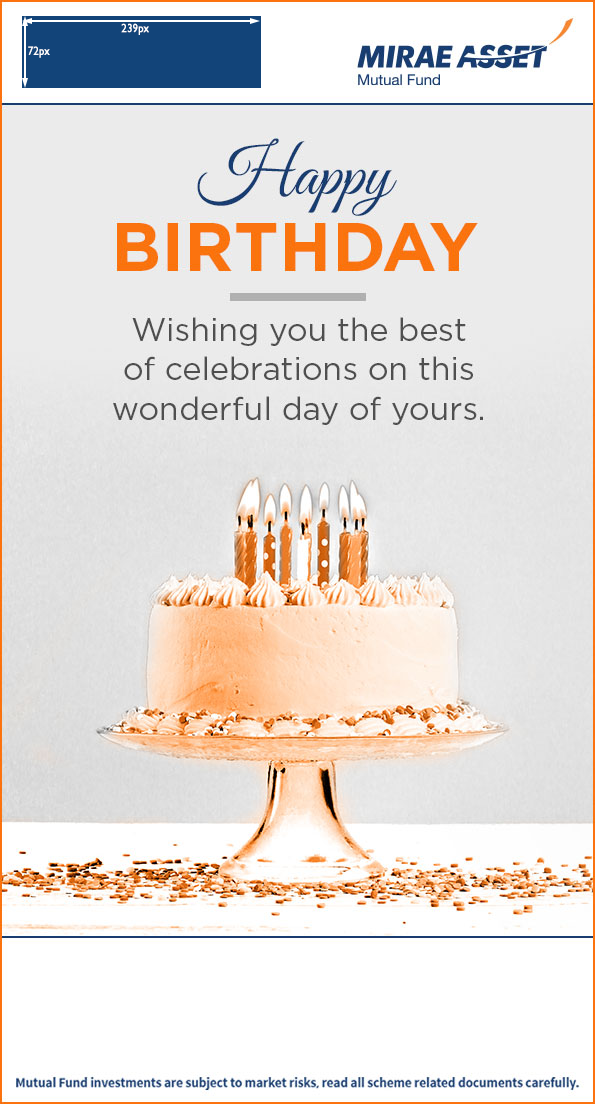 239px
72px
MIRAE ASSET
Mutual Fund
Happy
BIRTHDAY
Wishing you the best
of celebrations on this
wonderful day of yours.
Mutual Fund investments are subject to market risks, read all scheme related documents carefully.